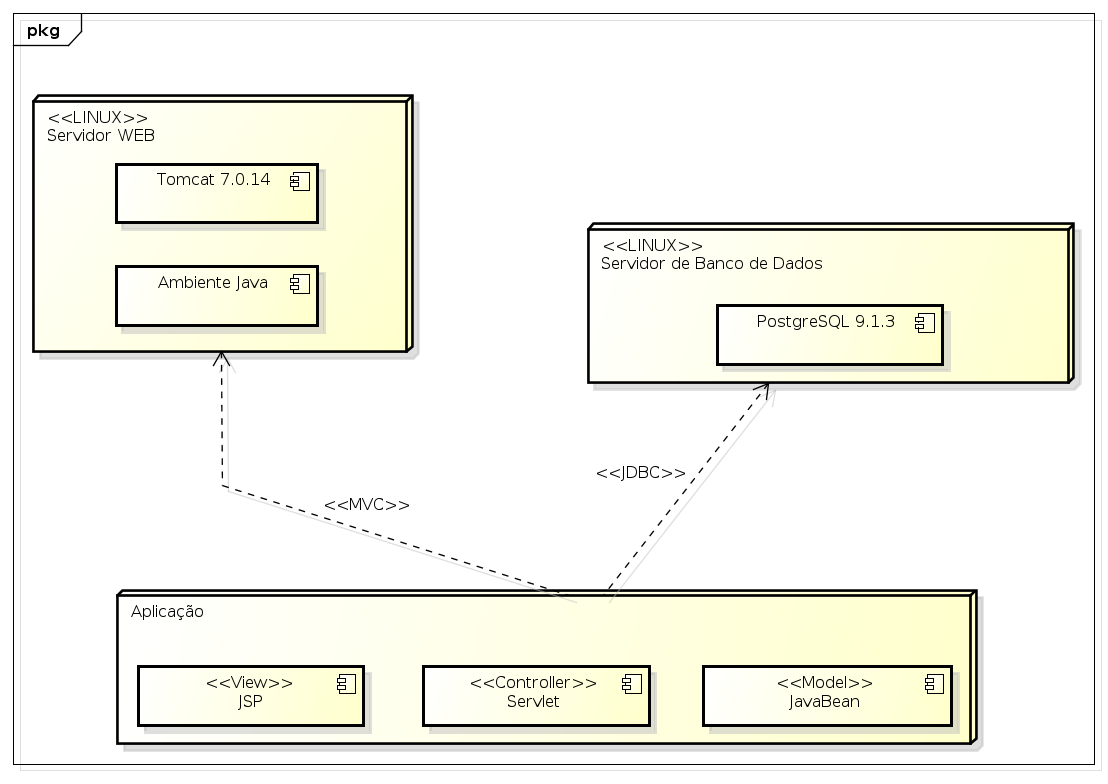 pkg
<<LINUX>>
Servidor WEB
Tomcat 7.0.14
Ambiente Java
<<LINUX>>
Servidor de Banco de Dados
PostgreSQL 9.1.3
<<JDBC>>
<<MVC>>
Aplicação
<<View>>
JSP
<<Controller>>
Servlet
<<Model>>
JavaBean